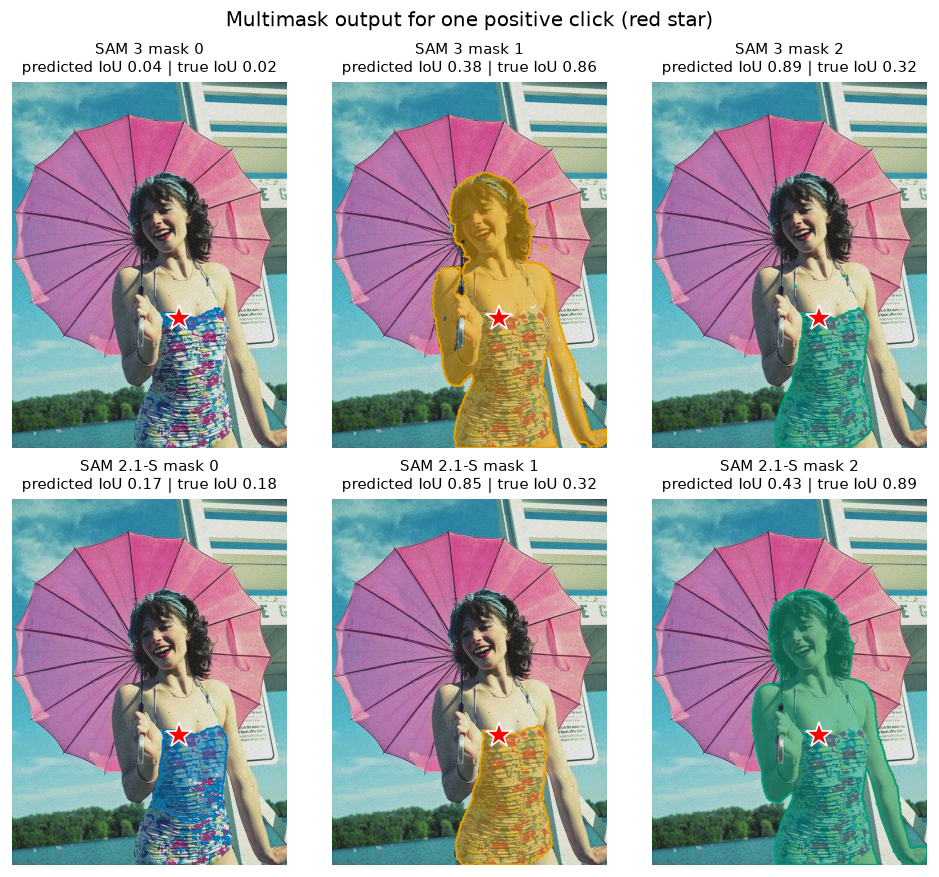 Multimask output for one positive click (red star)
SAM 3 mask 0
predicted IoU 0.04 | true IoU 0.02
SAM 3 mask 1
predicted IoU 0.38 | true IoU 0.86
SAM 3 mask 2
predicted IoU 0.89 | true IoU 0.32
E G
E G
E G
SAM 2.1-S mask 0
predicted IoU 0.17 | true IoU 0.18
SAM 2.1-S mask 1
predicted IoU 0.85 | true IoU 0.32
SAM 2.1-S mask 2
predicted IoU 0.43 | true IoU 0.89
E G
E G
E G